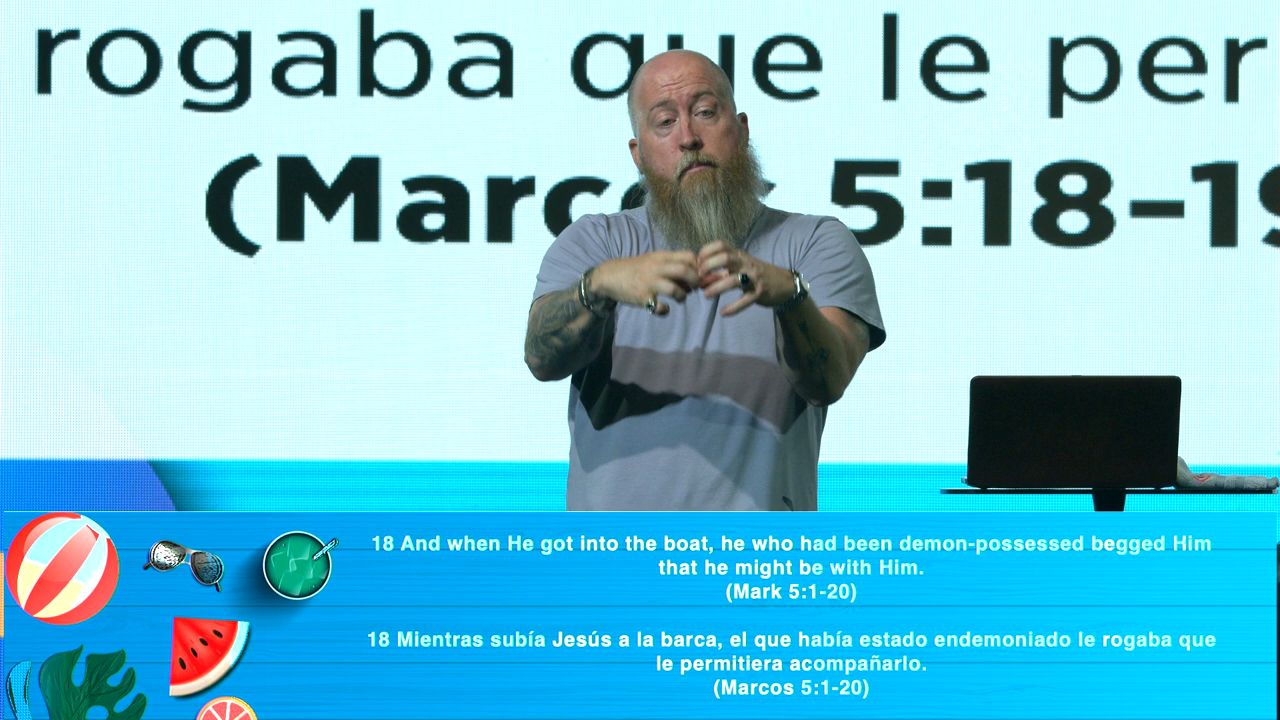 rogaba que le per
(Marcos 5:18-19
18 And when He got into the boat, he who had been demon-possessed begged Him
that he might be with Him.
(Mark 5:1-20)
18 Mientras subía Jesús a la barca, el que había estado endemoniado le rogaba que
le permitiera acompañarlo.
(Marcos 5:1-20)